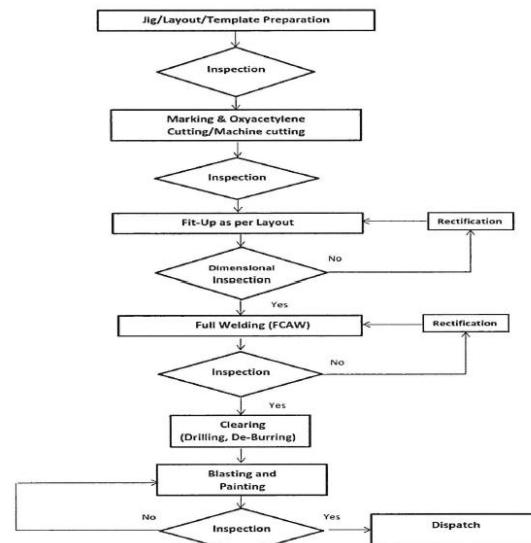 Jig/Layout/Template Preparation
Inspection
Marking & Oxyacetylene
Cutting/Machine cutting
Inspection
Fit-Up as per Layout
Rectification
No
Dimensional
Inspection
Yes
Full Welding (FCAW)
Rectification
No
Inspection
Yes
Clearing
(Drilling, De-Burring)
Blasting and
Painting
No
Yes
Inspection
Dispatch